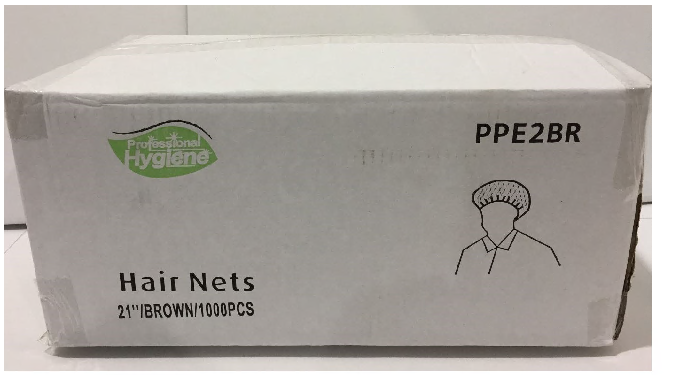 Professional
Hygiene
PPE2BR
Hair Nets
21"/BROWN/1000PCS